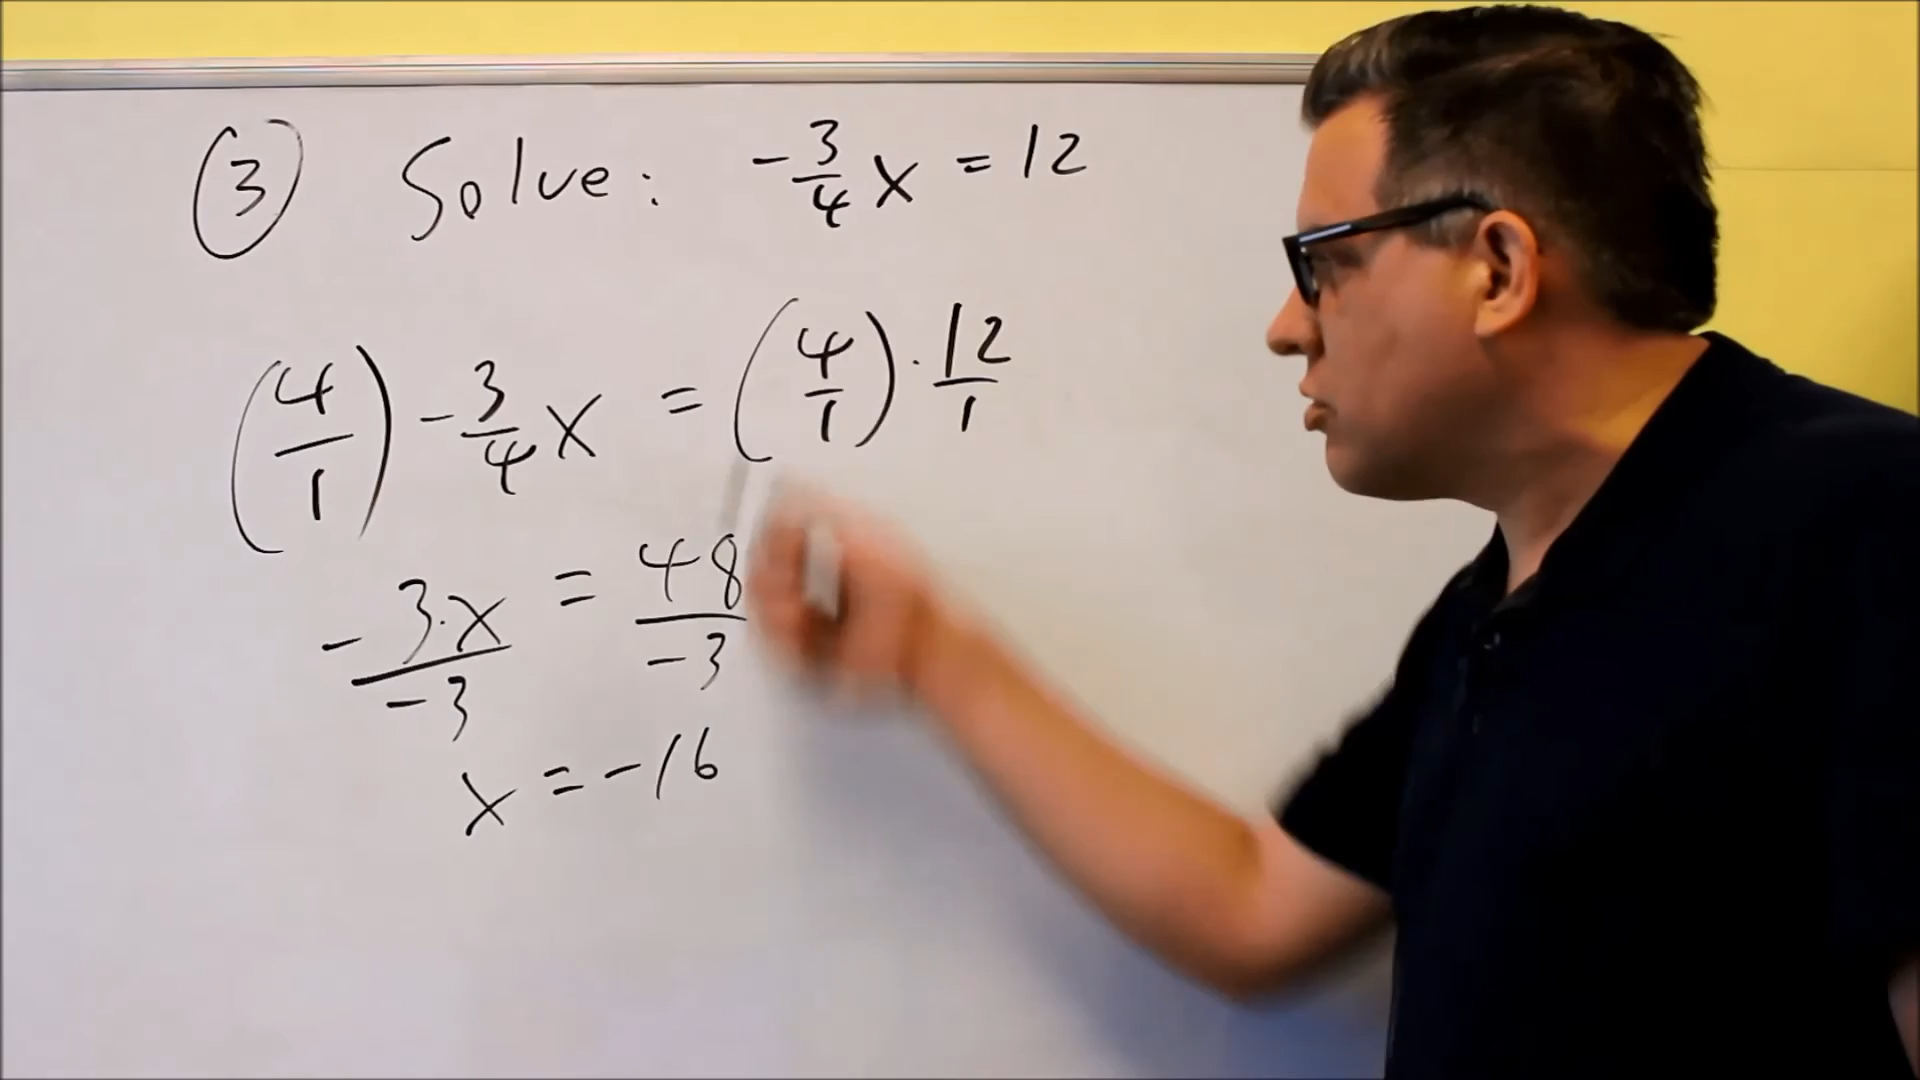 ③ Solve: -3/4 x = 12
(4/1) -3/4 x = (4/1) · 12/1
-3·x/-3 = 48/-3
x = -16